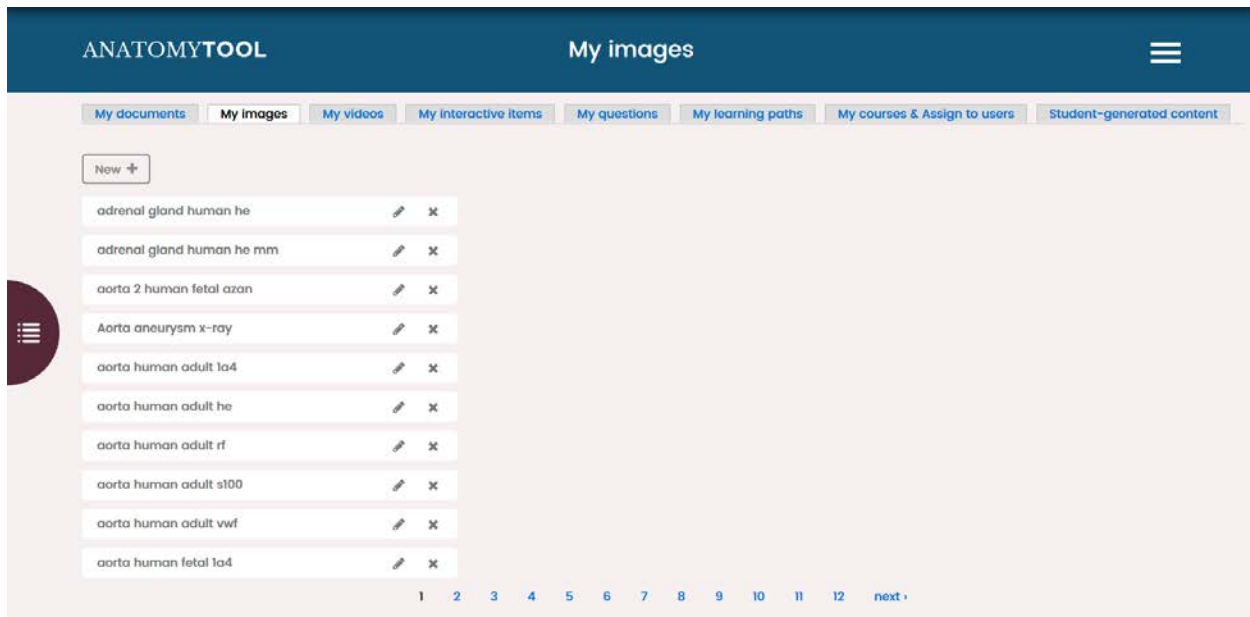 ANATOMYTOOL My images
My documents My images My videos My interactive items My questions My learning paths My courses & Assign to users Student-generated content
New +
adrenal gland human he
adrenal gland human he mm
aorta 2 human fetal azan
Aorta aneurysm x-ray
aorta human adult 1a4
aorta human adult he
aorta human adult rf
aorta human adult s100
aorta human adult vwf
aorta human fetal 1a4
1 2 3 4 5 6 7 8 9 10 11 12 next ›